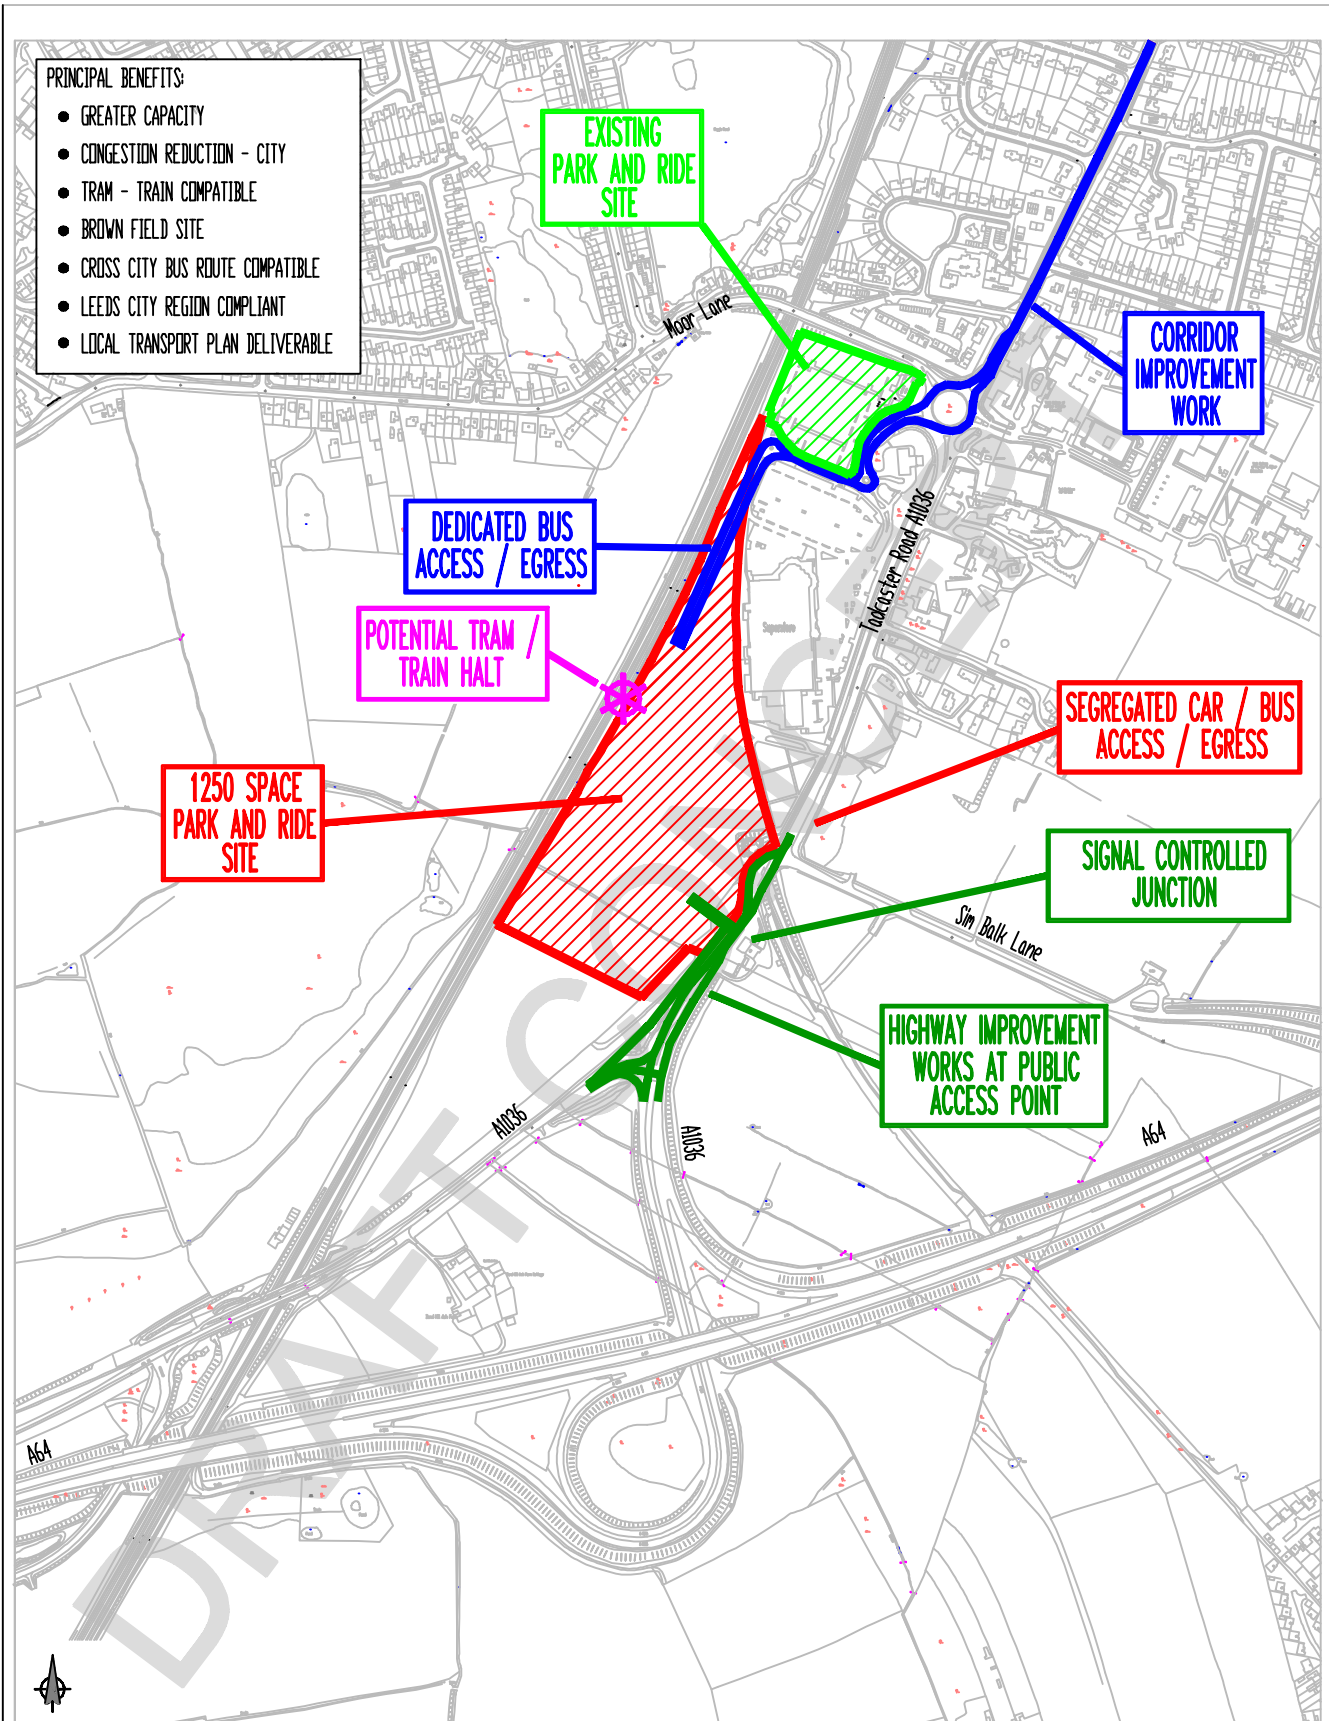 PRINCIPAL BENEFITS:
GREATER CAPACITY
CONGESTION REDUCTION - CITY
TRAM - TRAIN COMPATIBLE
BROWN FIELD SITE
CROSS CITY BUS ROUTE COMPATIBLE
LEEDS CITY REGION COMPLIANT
LOCAL TRANSPORT PLAN DELIVERABLE
EXISTING
PARK AND RIDE
SITE
Moor Lane
CORRIDOR
IMPROVEMENT
WORK
DEDICATED BUS
ACCESS / EGRESS
Tadcaster Road A1036
POTENTIAL TRAM /
TRAIN HALT
Superstore
SEGREGATED CAR / BUS
ACCESS / EGRESS
1250 SPACE
PARK AND RIDE
SITE
SIGNAL CONTROLLED
JUNCTION
Sim Balk Lane
HIGHWAY IMPROVEMENT
WORKS AT PUBLIC
ACCESS POINT
A1036
A1036
A64
A64
DRAFT COPY